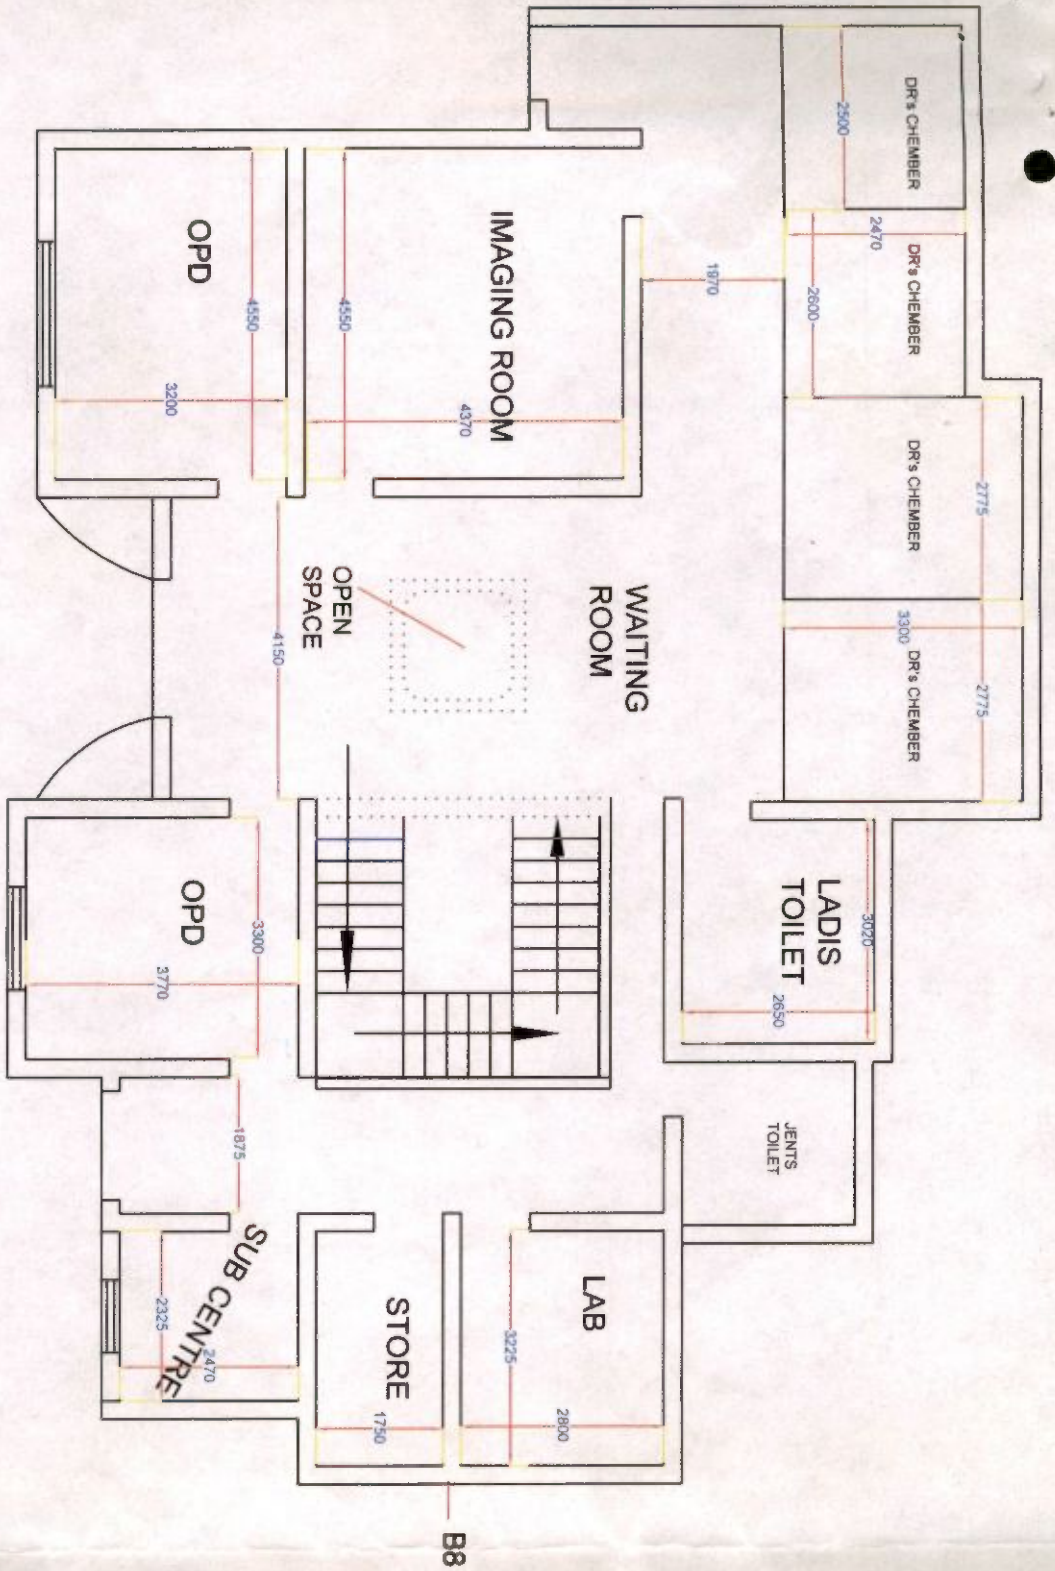 DR's CHEMBER
2500
2470
DR's CHEMBER
2600
1970
DR's CHEMBER
2775
3300
DR's CHEMBER
2775
IMAGING ROOM
4550
4370
OPD
4550
3200
OPEN
SPACE
WAITING
ROOM
4150
LADIS
TOILET
3020
2650
OPD
3300
3770
JENTS
TOILET
1875
SUB CENTRE
2325
2470
STORE
1750
LAB
3225
2800
B8